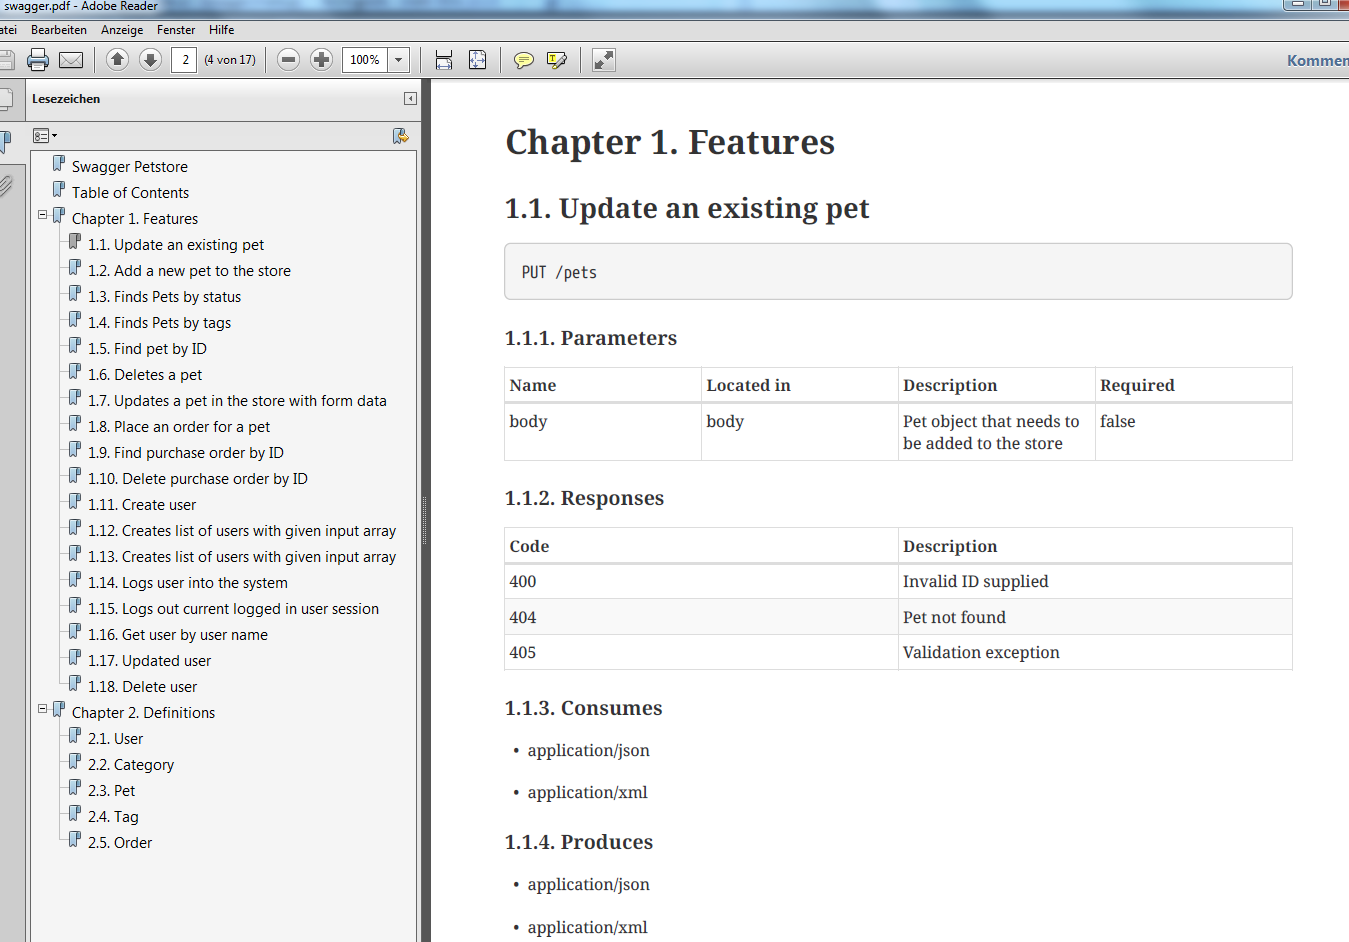 swagger.pdf - Adobe Reader
atei Bearbeiten Anzeige Fenster Hilfe
2 (4 von 17) 100% Kommen
Lesezeichen
Swagger Petstore
Table of Contents
Chapter 1. Features
1.1. Update an existing pet
1.2. Add a new pet to the store
1.3. Finds Pets by status
1.4. Finds Pets by tags
1.5. Find pet by ID
1.6. Deletes a pet
1.7. Updates a pet in the store with form data
1.8. Place an order for a pet
1.9. Find purchase order by ID
1.10. Delete purchase order by ID
1.11. Create user
1.12. Creates list of users with given input array
1.13. Creates list of users with given input array
1.14. Logs user into the system
1.15. Logs out current logged in user session
1.16. Get user by user name
1.17. Updated user
1.18. Delete user
Chapter 2. Definitions
2.1. User
2.2. Category
2.3. Pet
2.4. Tag
2.5. Order
Chapter 1. Features
1.1. Update an existing pet
PUT /pets
1.1.1. Parameters
Name Located in Description Required
body body Pet object that needs to false
be added to the store
1.1.2. Responses
Code Description
400 Invalid ID supplied
404 Pet not found
405 Validation exception
1.1.3. Consumes
• application/json
• application/xml
1.1.4. Produces
• application/json
• application/xml